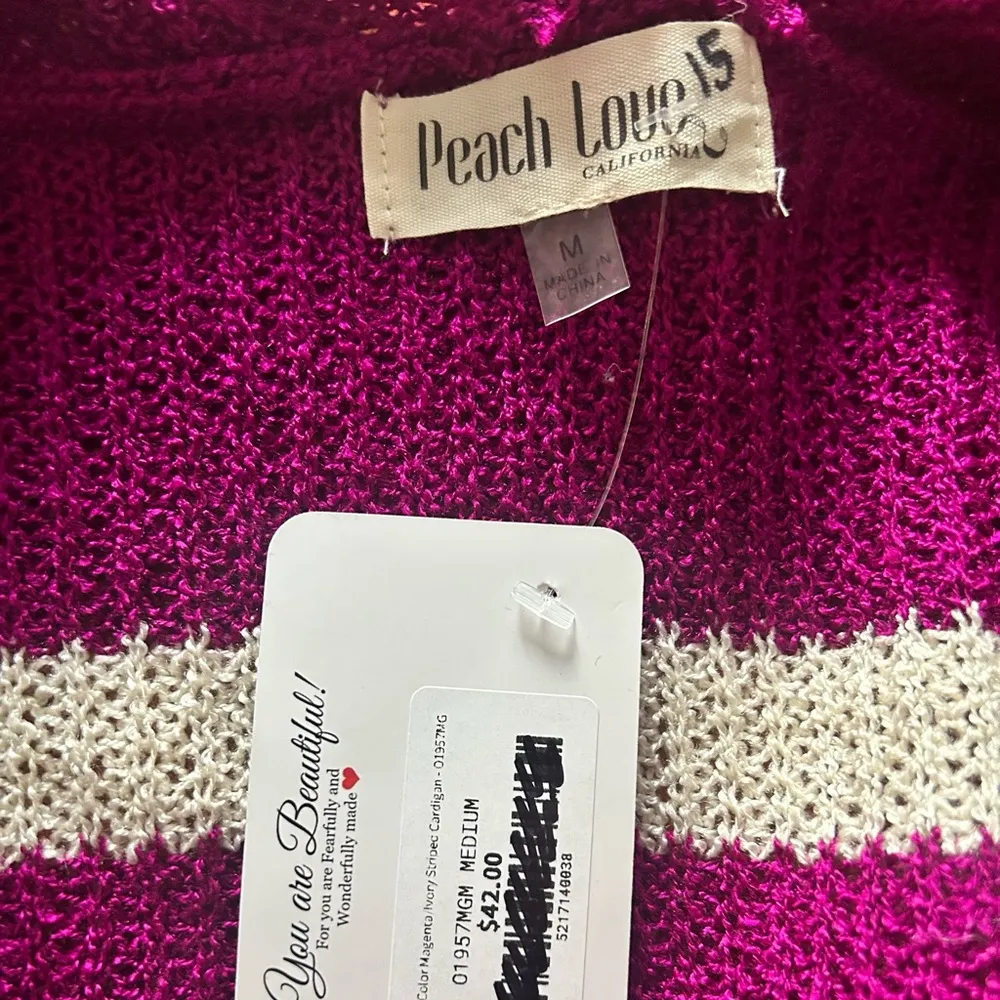 Peach Love
CALIFORNIA
15
M
MADE IN
CHINA
You are Beautiful!
For you are Fearfully and
Wonderfully made
Color Magenta/Ivory Striped Cardigan - 01957MG
01957MGM MEDIUM
$42.00
5217140038